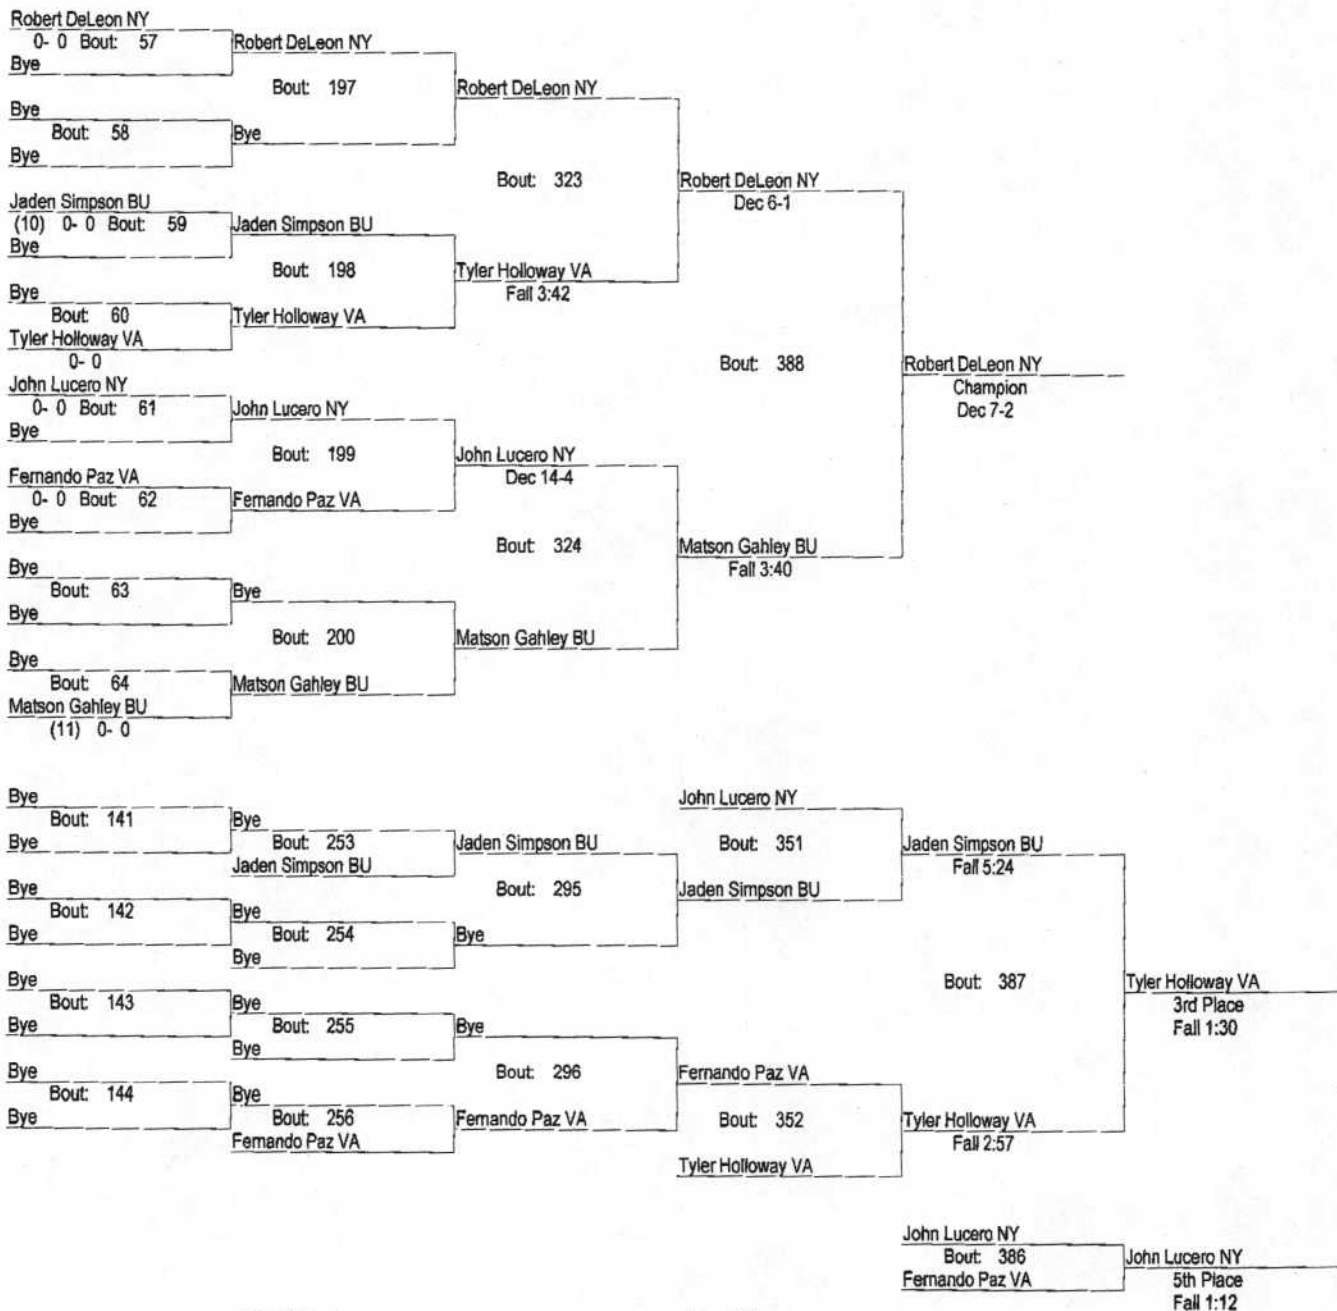 Robert DeLeon NY
0- 0 Bout: 57
Bye
Robert DeLeon NY
Bout: 197
Robert DeLeon NY
Bye
Bout: 58
Bye
Bye
Bout: 323
Robert DeLeon NY
Dec 6-1
Jaden Simpson BU
(10) 0- 0 Bout: 59
Bye
Jaden Simpson BU
Bout: 198
Tyler Holloway VA
Fall 3:42
Bye
Bout: 60
Tyler Holloway VA
0- 0
Tyler Holloway VA
Bout: 388
Robert DeLeon NY
Champion
Dec 7-2
John Lucero NY
0- 0 Bout: 61
Bye
John Lucero NY
Bout: 199
John Lucero NY
Dec 14-4
Fernando Paz VA
0- 0 Bout: 62
Bye
Fernando Paz VA
Bout: 324
Matson Gahley BU
Fall 3:40
Bye
Bout: 63
Bye
Bye
Bout: 200
Matson Gahley BU
Bye
Bout: 64
Matson Gahley BU
(11) 0- 0
Matson Gahley BU
Bye
Bout: 141
Bye
Bye
Bout: 253
Jaden Simpson BU
Jaden Simpson BU
Bout: 295
John Lucero NY
Bout: 351
Jaden Simpson BU
Jaden Simpson BU
Fall 5:24
Bye
Bout: 142
Bye
Bye
Bout: 254
Bye
Bye
Bout: 387
Tyler Holloway VA
3rd Place
Fall 1:30
Bye
Bout: 143
Bye
Bye
Bout: 255
Bye
Bye
Bout: 296
Fernando Paz VA
Bout: 352
Tyler Holloway VA
Tyler Holloway VA
Fall 2:57
Bye
Bout: 144
Bye
Bye
Bout: 256
Fernando Paz VA
Fernando Paz VA
John Lucero NY
Bout: 386
Fernando Paz VA
John Lucero NY
5th Place
Fall 1:12